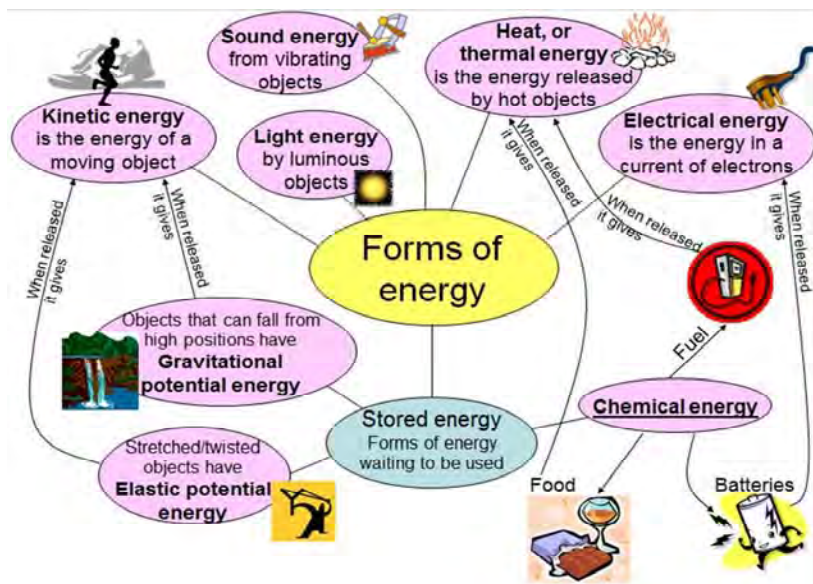 Sound energy
from vibrating
objects
Heat, or
thermal energy
is the energy released
by hot objects
Kinetic energy
is the energy of a
moving object
Light energy
by luminous
objects
Electrical energy
is the energy in a
current of electrons
When released
it gives
When released
it gives
When released
it gives
When released
it gives
When released
it gives
Forms of
energy
Objects that can fall from
high positions have
Gravitational
potential energy
Fuel
Stored energy
Forms of energy
waiting to be used
Chemical energy
Stretched/twisted
objects have
Elastic potential
energy
Food
Batteries